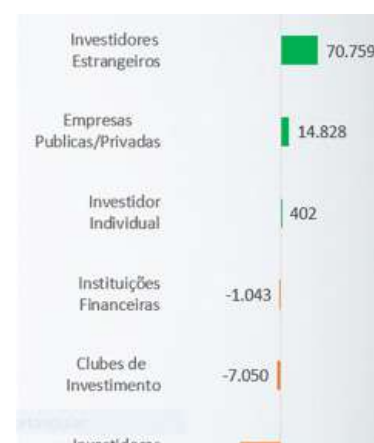 Investidores
Estrangeiros
70.759
Empresas
Publicas/Privadas
14.828
Investidor
Individual
402
Instituições
Financeiras
-1.043
Clubes de
Investimento
-7.050